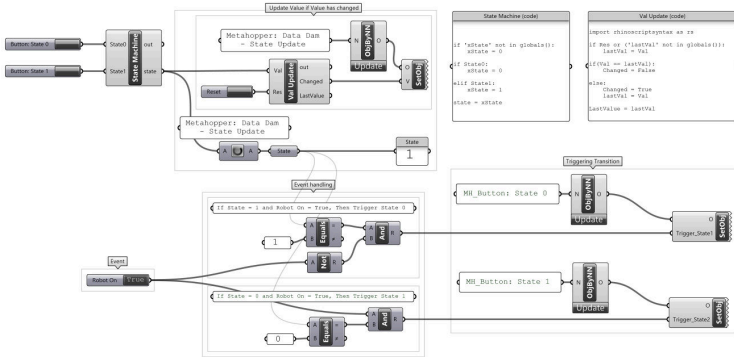 Update Value if Value has changed
Button: State 0
Button: State 1
State0
State1
State Machine
out
state
Metahopper: Data Dam
- State Update
N
ObjByNN
O
Update
Val
Res
Val Update
out
Changed
LastValue
Reset
O
V
SetObj
Metahopper: Data Dam
- State Update
A
A
State
State
1
State Machine (code)
if 'xState' not in globals():
xState = 0
if State0:
xState = 0
elif State1:
xState = 1
state = xState
Val Update (code)
import rhinoscriptsyntax as rs
if Res or ("lastVal" not in globals()):
lastVal = Val
if(Val == lastVal):
Changed = False
else:
Changed = True
lastVal = Val
LastValue = lastVal
Event handling
If State = 1 and Robot On = True, Then Trigger State 0
1
A
B
Equals
=
≠
A
Not
R
A
B
And
R
Event
Robot On
True
If State = 0 and Robot On = True, Then Trigger State 1
0
A
B
Equals
=
≠
A
B
And
R
Triggering Transition
MH_Button: State 0
N
ObjByNN
O
Update
O
Trigger_State1
SetObj
MH_Button: State 1
N
ObjByNN
O
Update
O
Trigger_State2
SetObj